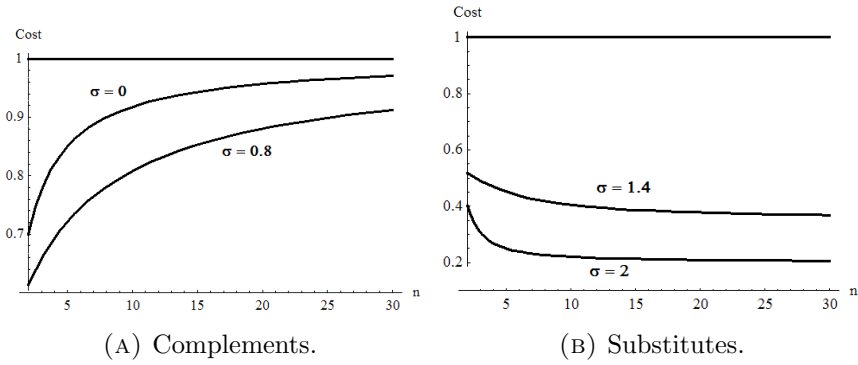 Cost
1
σ = 0
0.9
σ = 0.8
0.8
0.7
5 10 15 20 25 30 n
(A) Complements.
Cost
1
0.8
0.6
σ = 1.4
0.4
0.2
σ = 2
5 10 15 20 25 30 n
(B) Substitutes.